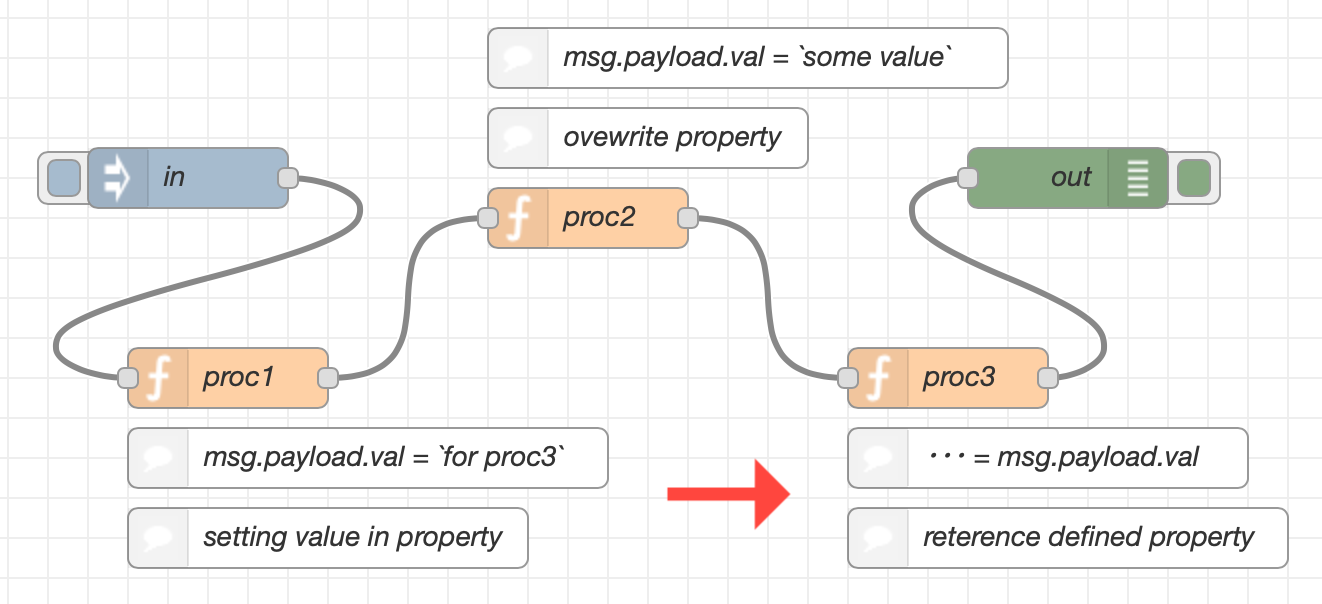 msg.payload.val = `some value`
ovewrite property
in
out
proc2
proc1
proc3
msg.payload.val = `for proc3`
･･･ = msg.payload.val
setting value in property
reterence defined property